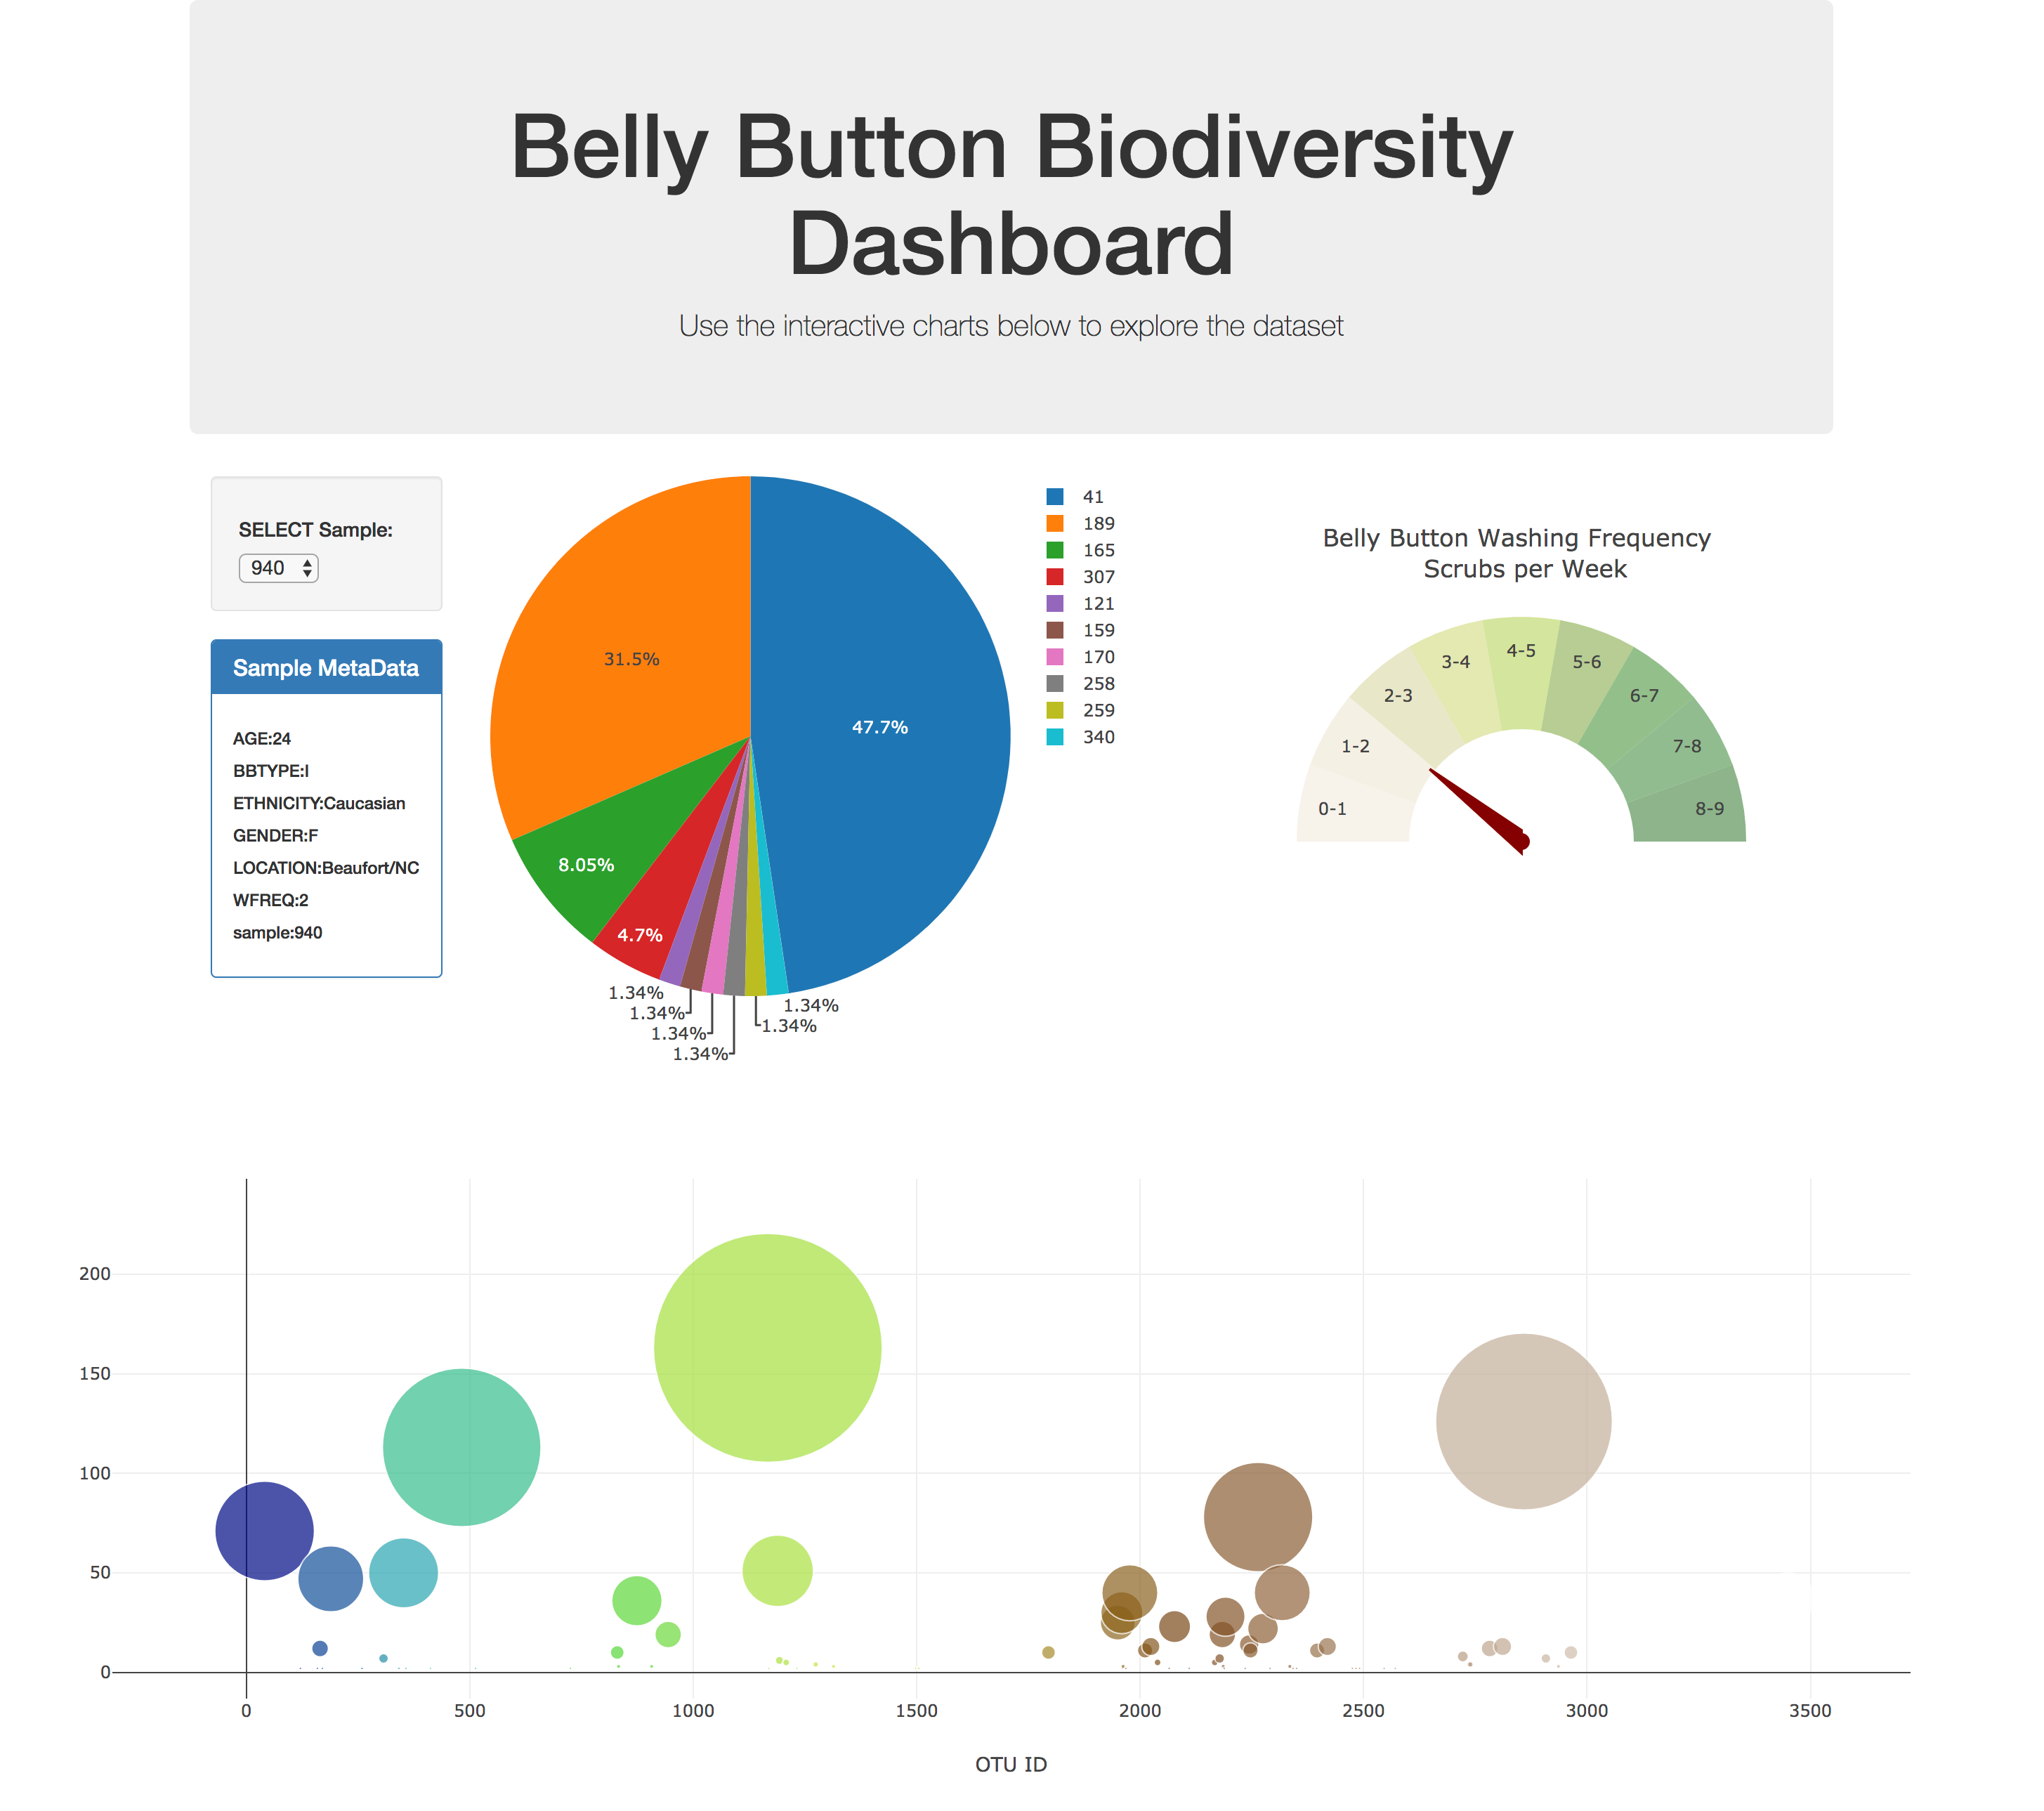 Belly Button Biodiversity
Dashboard
Use the interactive charts below to explore the dataset
SELECT Sample:
940
Sample MetaData
AGE:24
BBTYPE:I
ETHNICITY:Caucasian
GENDER:F
LOCATION:Beaufort/NC
WFREQ:2
sample:940
47.7%
31.5%
8.05%
4.7%
1.34%
1.34%
1.34%
1.34%
1.34%
1.34%
41
189
165
307
121
159
170
258
259
340
Belly Button Washing Frequency
Scrubs per Week
0-1
1-2
2-3
3-4
4-5
5-6
6-7
7-8
8-9
200
150
100
50
0
0 500 1000 1500 2000 2500 3000 3500
OTU ID